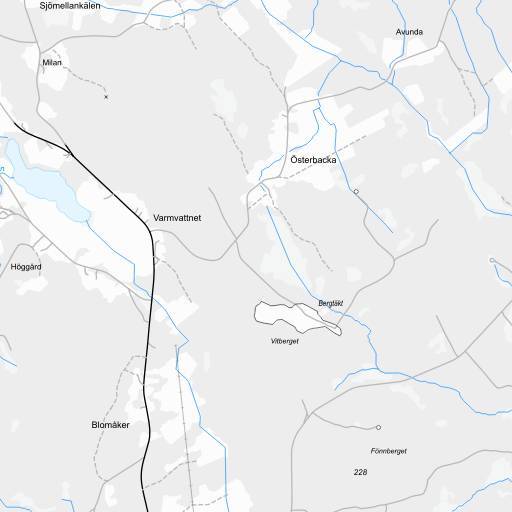 Sjömellankälen
Avunda
Milan
Österbacka
Varmvattnet
Höggård
Bergtäkt
Vitberget
Blomåker
Fönnberget
228